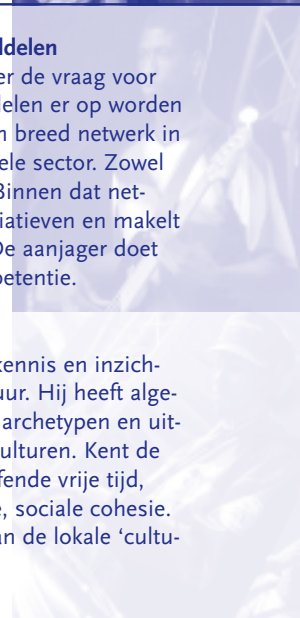 ddelen
er de vraag voor
delen er op worden
n breed netwerk in
ele sector. Zowel
Binnen dat net-
iatieven en makelt
De aanjager doet
petentie.
kennis en inzich-
uur. Hij heeft alge-
archetypen en uit-
culturen. Kent de
fende vrije tijd,
e, sociale cohesie.
an de lokale ‘cultu-